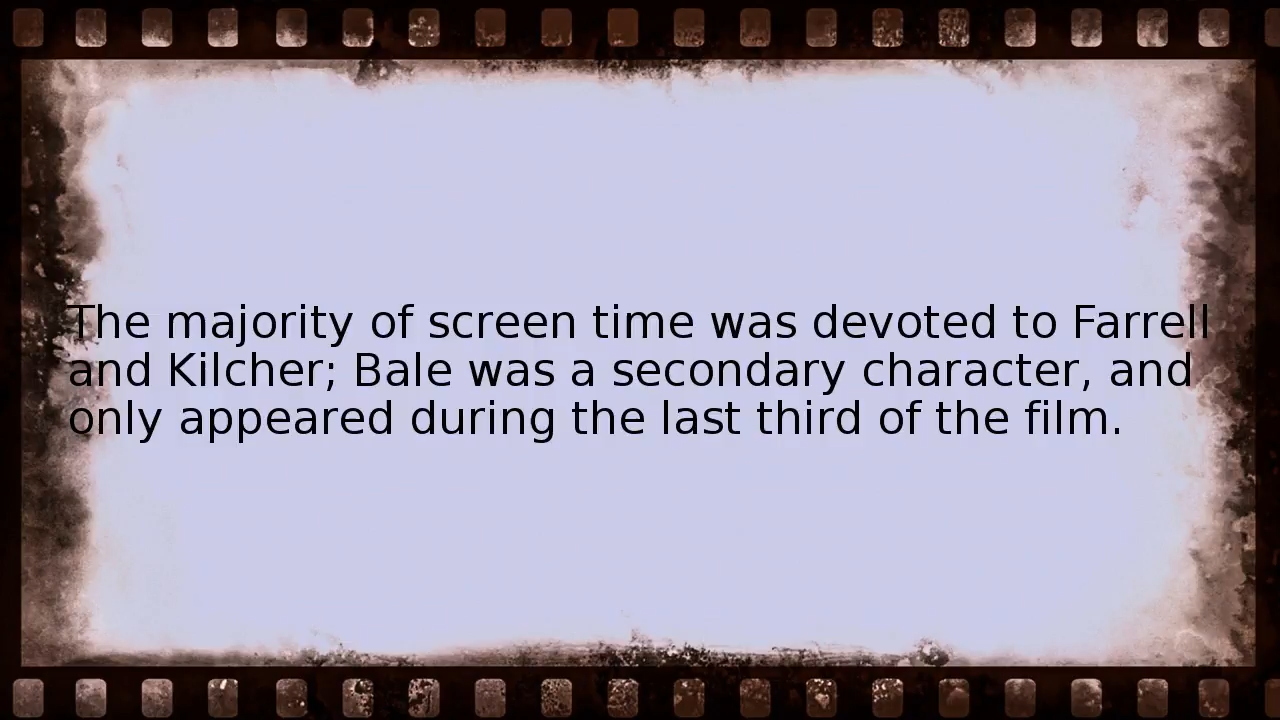 The majority of screen time was devoted to Farrell
and Kilcher; Bale was a secondary character, and
only appeared during the last third of the film.